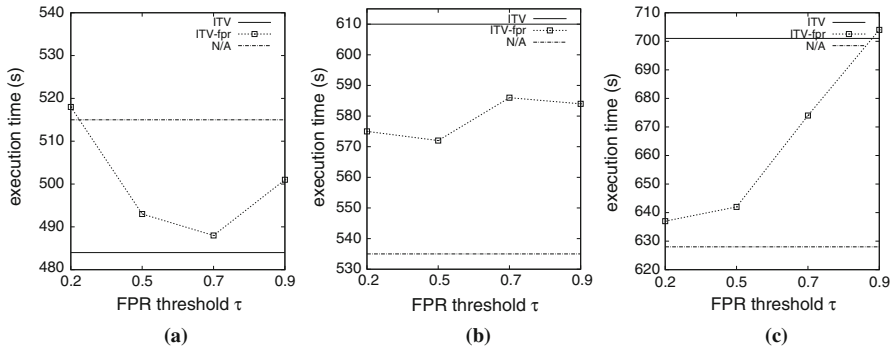 540
530
520
510
500
490
480
0.2
0.5
0.7
0.9
execution time (s)
FPR threshold τ
ITV
ITV-fpr
N/A
(a)
610
600
590
580
570
560
550
540
530
0.2
0.5
0.7
0.9
execution time (s)
FPR threshold τ
ITV
ITV-fpr
N/A
(b)
700
690
680
670
660
650
640
630
620
0.2
0.5
0.7
0.9
execution time (s)
FPR threshold τ
ITV
ITV-fpr
N/A
(c)